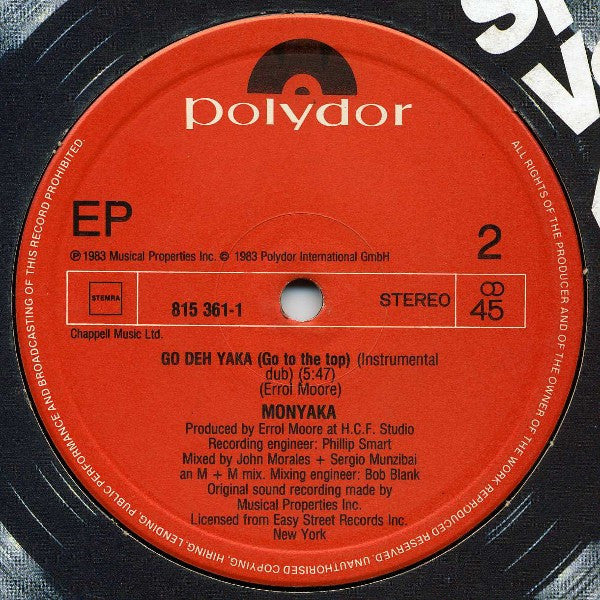 polydor
EP
2
℗ 1983 Musical Properties Inc. © 1983 Polydor International GmbH
STEMRA
815 361-1
STEREO
45
Chappell Music Ltd.
GO DEH YAKA (Go to the top) (Instrumental
dub) (5:47)
(Errol Moore)
MONYAKA
Produced by Errol Moore at H.C.F. Studio
Recording engineer: Phillip Smart
Mixed by John Morales + Sergio Munzibai
an M + M mix. Mixing engineer: Bob Blank
Original sound recording made by
Musical Properties Inc.
Licensed from Easy Street Records Inc.
New York
ALL RIGHTS OF THE PRODUCER AND OF THE OWNER OF THE WORK REPRODUCED RESERVED. UNAUTHORISED COPYING, HIRING, LENDING, PUBLIC PERFORMANCE AND BROADCASTING OF THIS RECORD PROHIBITED.